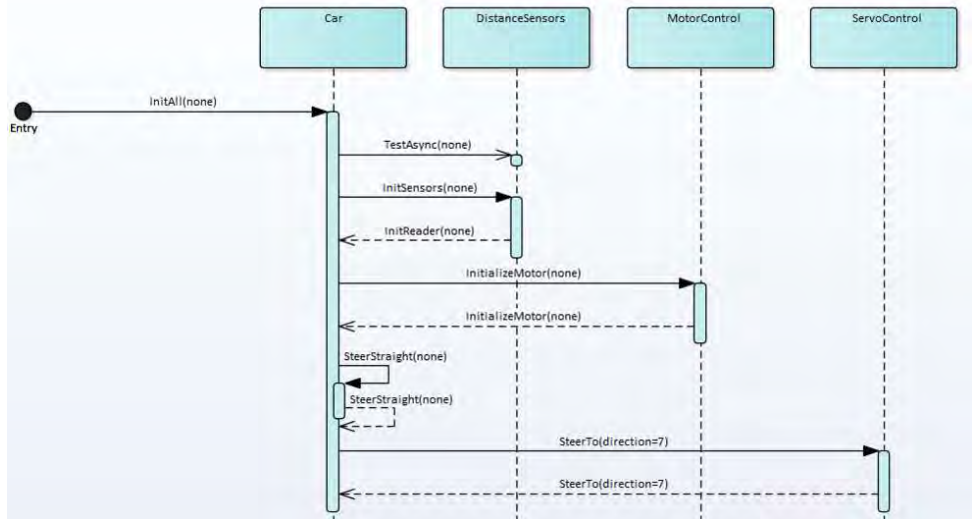 Car
DistanceSensors
MotorControl
ServoControl
InitAll(none)
Entry
TestAsync(none)
InitSensors(none)
InitReader(none)
InitializeMotor(none)
InitializeMotor(none)
SteerStraight(none)
SteerStraight(none)
SteerTo(direction=7)
SteerTo(direction=7)